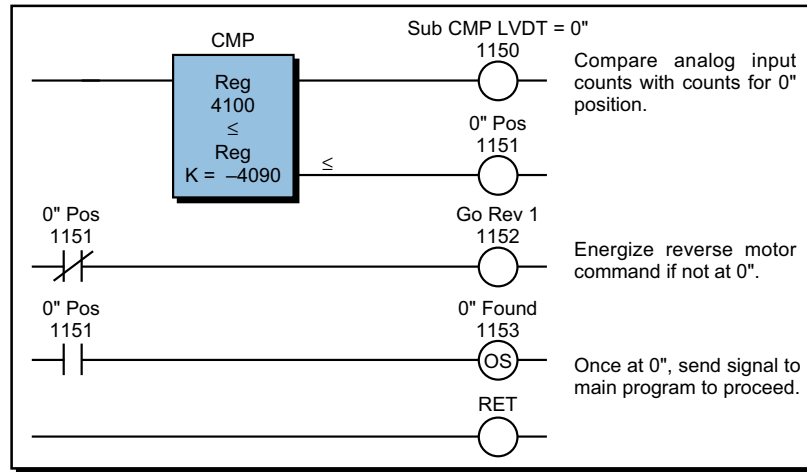 CMP
Reg
4100
≤
Reg
K = –4090
≤
Sub CMP LVDT = 0"
1150
Compare analog input
counts with counts for 0"
position.
0" Pos
1151
0" Pos
1151
Go Rev 1
1152
Energize reverse motor
command if not at 0".
0" Pos
1151
0" Found
1153
OS
Once at 0", send signal to
main program to proceed.
RET